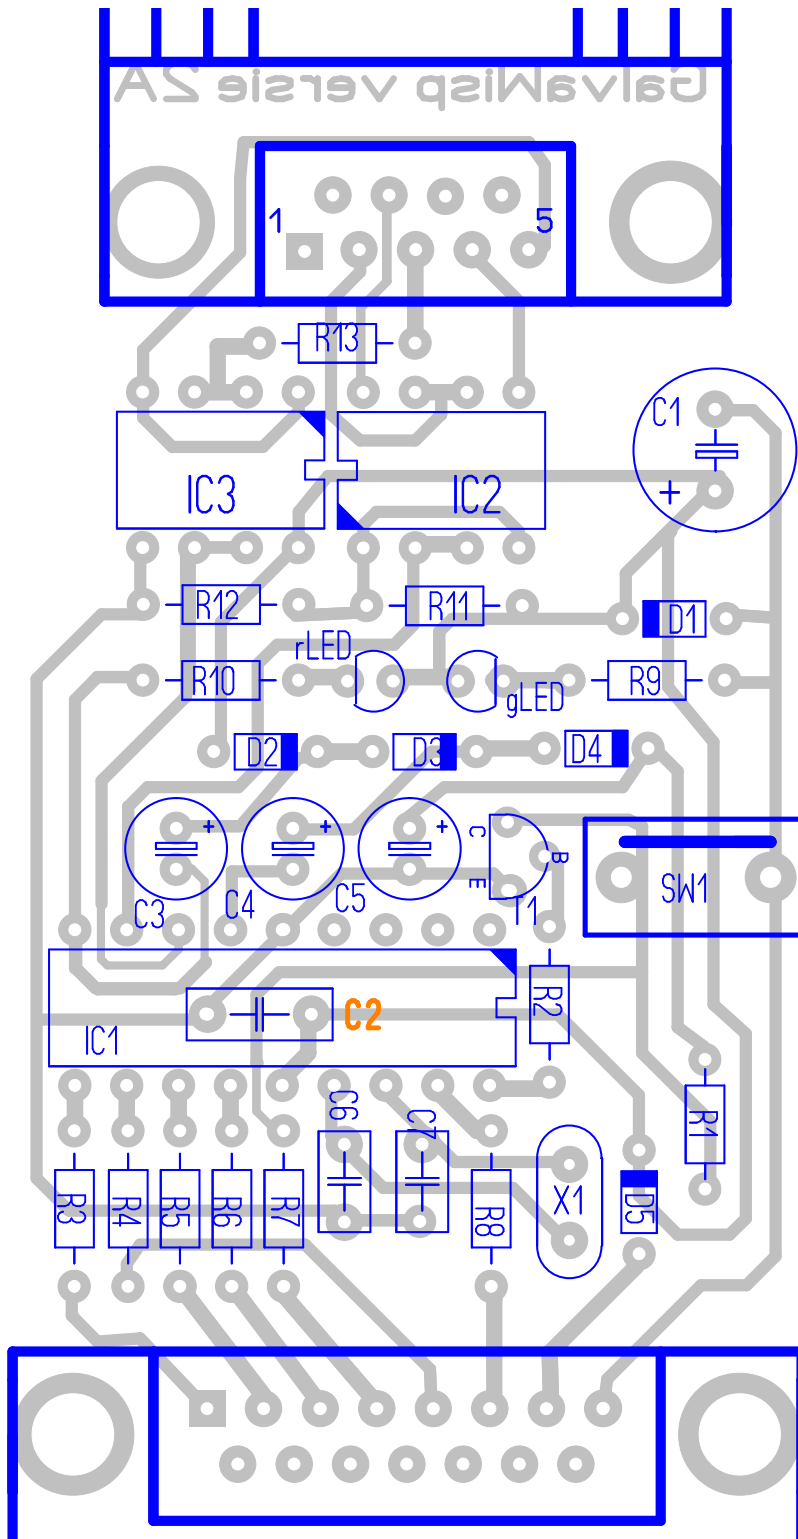 GalvaWisp versie 2A
1
5
R13
C1
IC3
IC2
+
R12
R11
D1
rLED
R10
gLED
R9
D2
D3
D4
+
+
+
C
B
E
SW1
C3
C4
C5
T1
R2
C2
IC1
C6
C7
R1
X1
D5
R3
R4
R5
R6
R7
R8